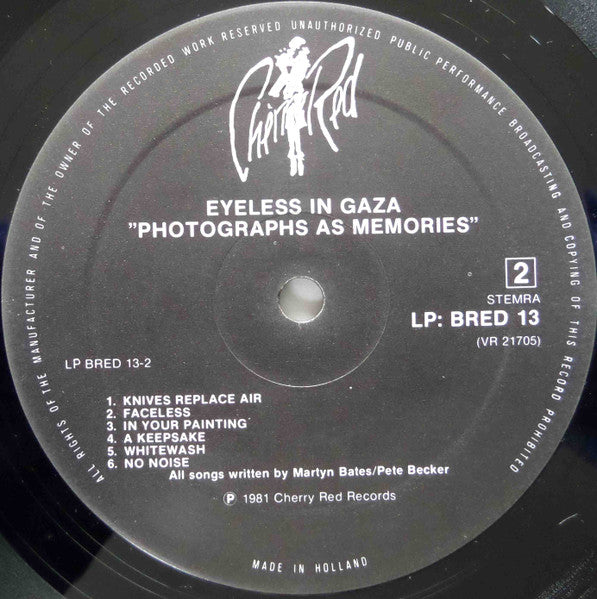 ALL RIGHTS OF THE MANUFACTURER AND OF THE OWNER OF THE RECORDED WORK RESERVED UNAUTHORIZED PUBLIC PERFORMANCE BROADCASTING AND COPYING OF THIS RECORD PROHIBITED
Cherry Red
EYELESS IN GAZA
"PHOTOGRAPHS AS MEMORIES"
2
STEMRA
LP: BRED 13
(VR 21705)
LP BRED 13-2
1. KNIVES REPLACE AIR
2. FACELESS
3. IN YOUR PAINTING
4. A KEEPSAKE
5. WHITEWASH
6. NO NOISE
All songs written by Martyn Bates/Pete Becker
℗ 1981 Cherry Red Records
MADE IN HOLLAND